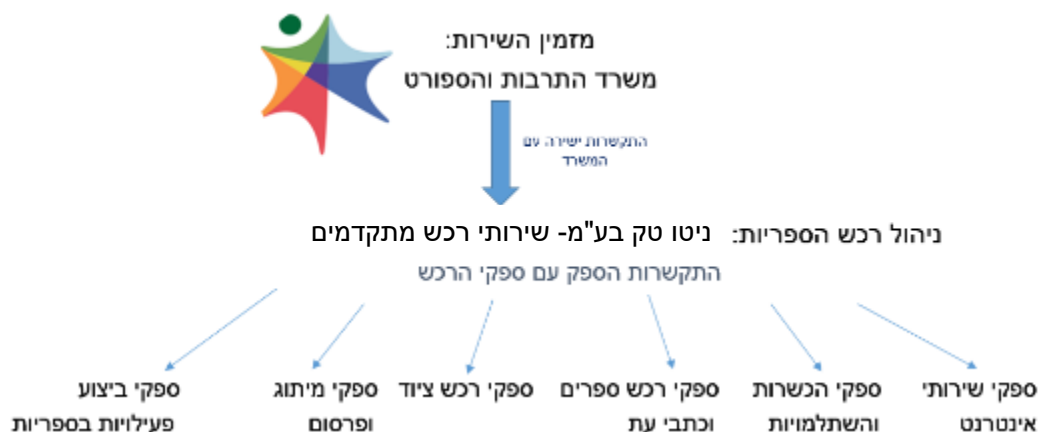 מזמין השירות:
משרד התרבות והספורט
התקשרות ישירה עם
המשרד
ניהול רכש הספריות: ניטו טק בע"מ- שירותי רכש מתקדמים
התקשרות הספק עם ספקי הרכש
ספקי שירותי
אינטרנט
ספקי הכשרות
והשתלמויות
ספקי רכש ספרים
וכתבי עת
ספקי רכש ציוד
ספקי מיתוג
ופרסום
ספקי ביצוע
פעילויות בספריות